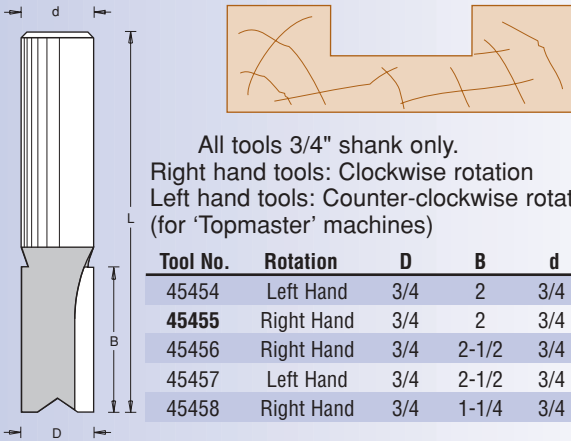 d
L
B
D
All tools 3/4" shank only.
Right hand tools: Clockwise rotation
Left hand tools: Counter-clockwise rotat
(for ‘Topmaster’ machines)
Tool No. Rotation D B d
45454 Left Hand 3/4 2 3/4
45455 Right Hand 3/4 2 3/4
45456 Right Hand 3/4 2-1/2 3/4
45457 Left Hand 3/4 2-1/2 3/4
45458 Right Hand 3/4 1-1/4 3/4